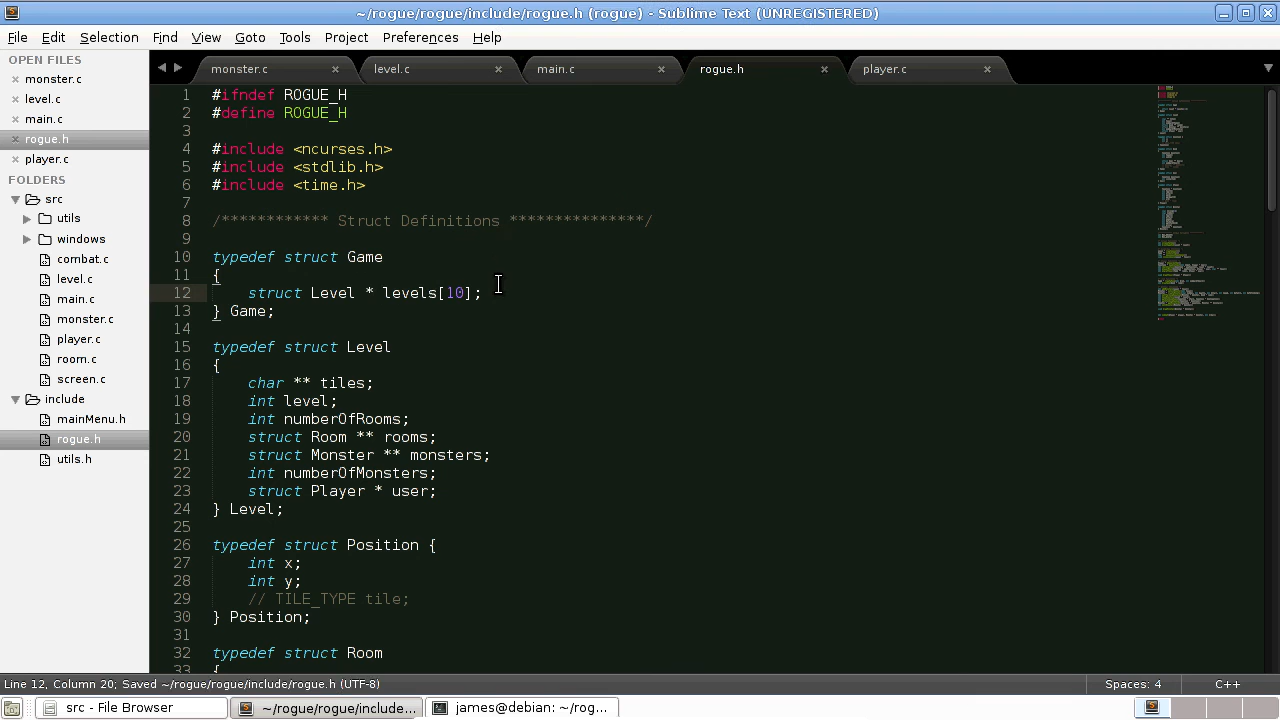 ~/rogue/rogue/include/rogue.h (rogue) - Sublime Text (UNREGISTERED)
File Edit Selection Find View Goto Tools Project Preferences Help
OPEN FILES
monster.c
level.c
main.c
rogue.h
player.c
FOLDERS
src
utils
windows
combat.c
level.c
main.c
monster.c
player.c
room.c
screen.c
include
mainMenu.h
rogue.h
utils.h
monster.c level.c main.c rogue.h player.c
1 #ifndef ROGUE_H
2 #define ROGUE_H
3
4 #include <ncurses.h>
5 #include <stdlib.h>
6 #include <time.h>
7
8 /************ Struct Definitions ***************/
9
10 typedef struct Game
11 {
12 struct Level * levels[10];
13 } Game;
14
15 typedef struct Level
16 {
17 char ** tiles;
18 int level;
19 int numberOfRooms;
20 struct Room ** rooms;
21 struct Monster ** monsters;
22 int numberOfMonsters;
23 struct Player * user;
24 } Level;
25
26 typedef struct Position {
27 int x;
28 int y;
29 // TILE_TYPE tile;
30 } Position;
31
32 typedef struct Room
33 {
Line 12, Column 20; Saved ~/rogue/rogue/include/rogue.h (UTF-8) Spaces: 4 C++
src - File Browser ~/rogue/rogue/include... james@debian: ~/rog...